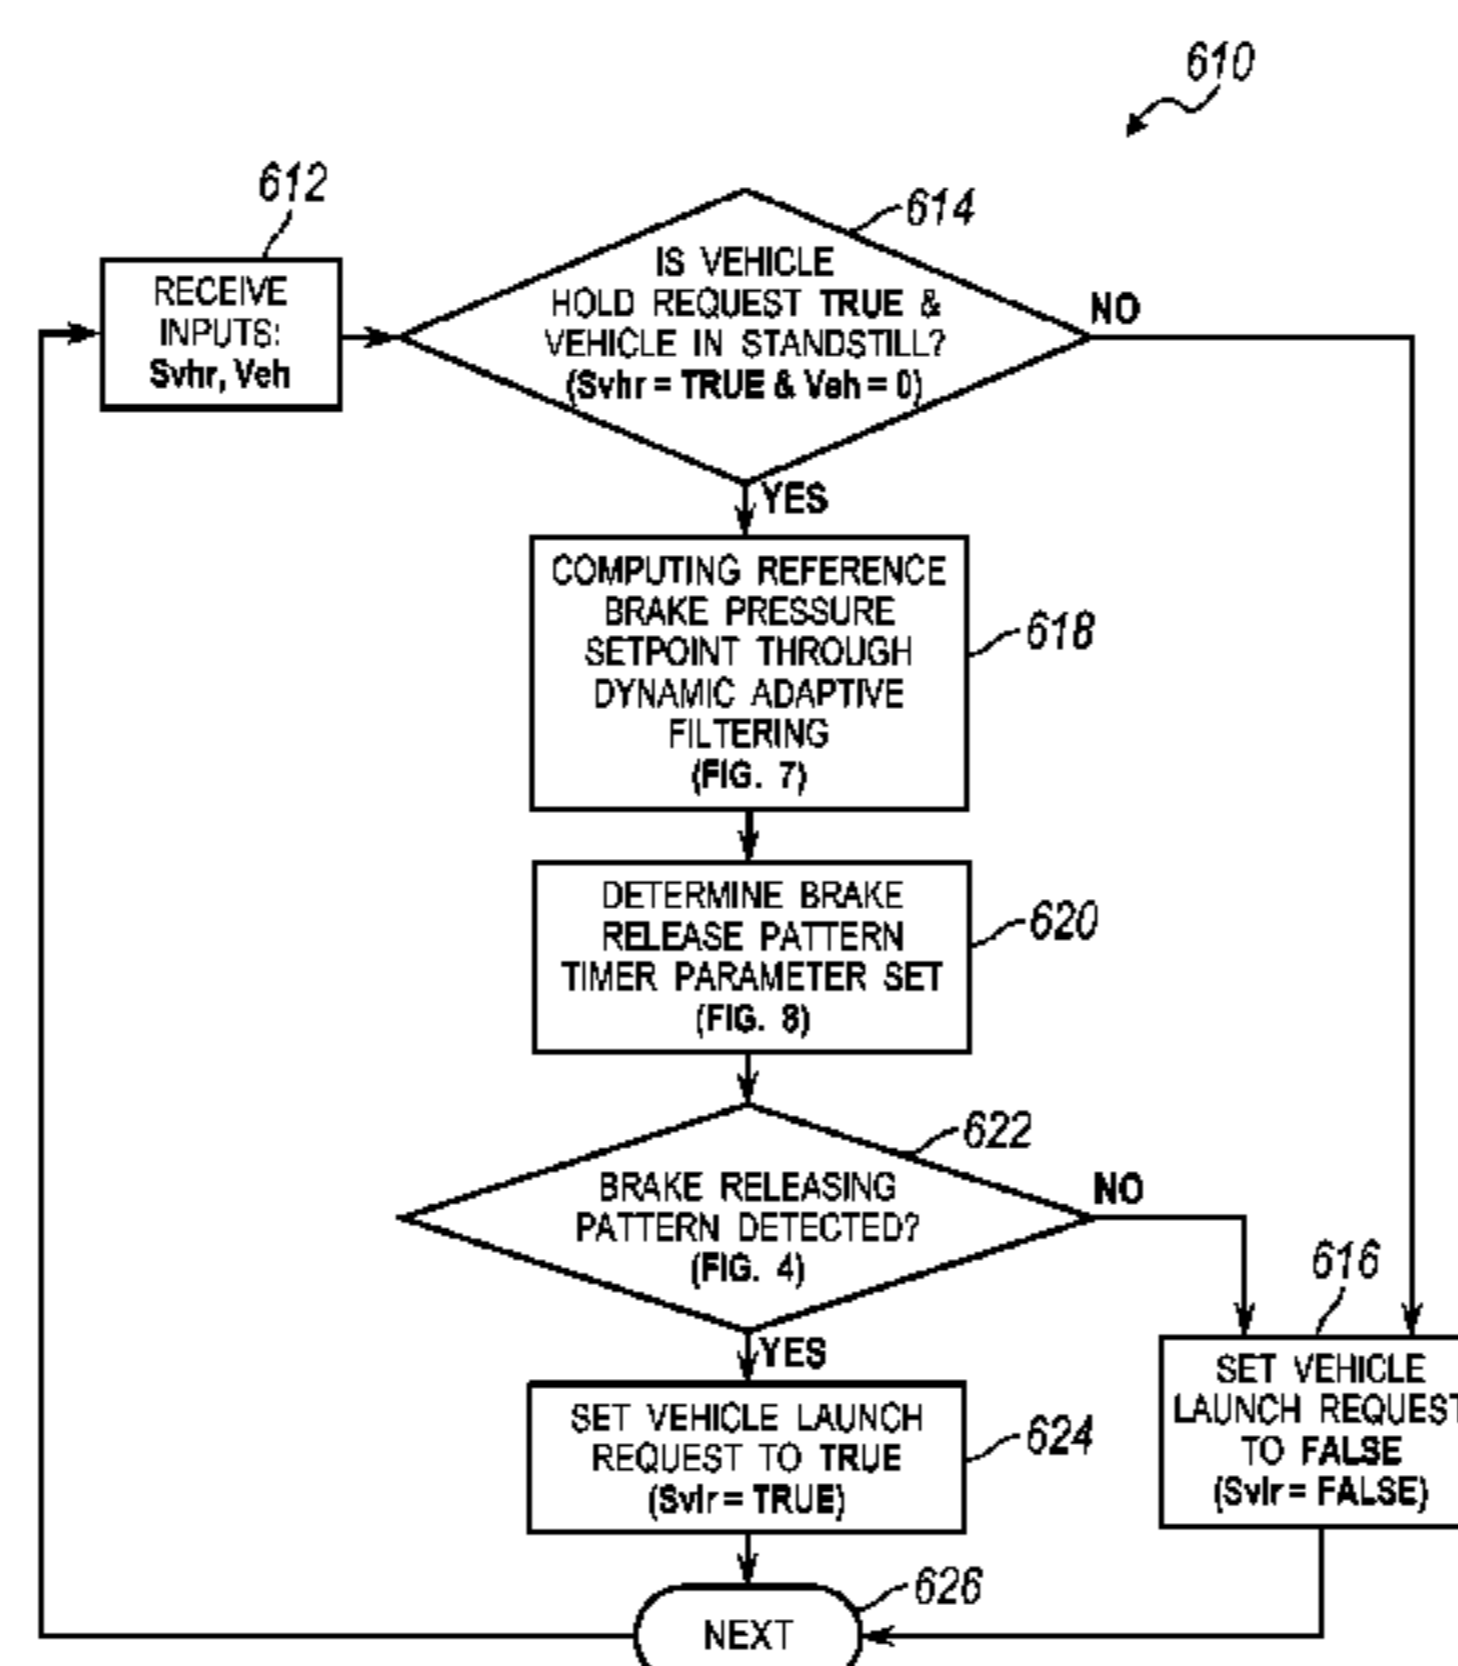 610
612
RECEIVE
INPUTS:
Svhr, Veh
614
IS VEHICLE
HOLD REQUEST TRUE &
VEHICLE IN STANDSTILL?
(Svhr = TRUE & Veh = 0)
NO
YES
COMPUTING REFERENCE
BRAKE PRESSURE
SETPOINT THROUGH
DYNAMIC ADAPTIVE
FILTERING
(FIG. 7)
618
DETERMINE BRAKE
RELEASE PATTERN
TIMER PARAMETER SET
(FIG. 8)
620
622
BRAKE RELEASING
PATTERN DETECTED?
(FIG. 4)
NO
YES
616
SET VEHICLE
LAUNCH REQUEST
TO FALSE
(Svlr = FALSE)
SET VEHICLE LAUNCH
REQUEST TO TRUE
(Svlr = TRUE)
624
626
NEXT